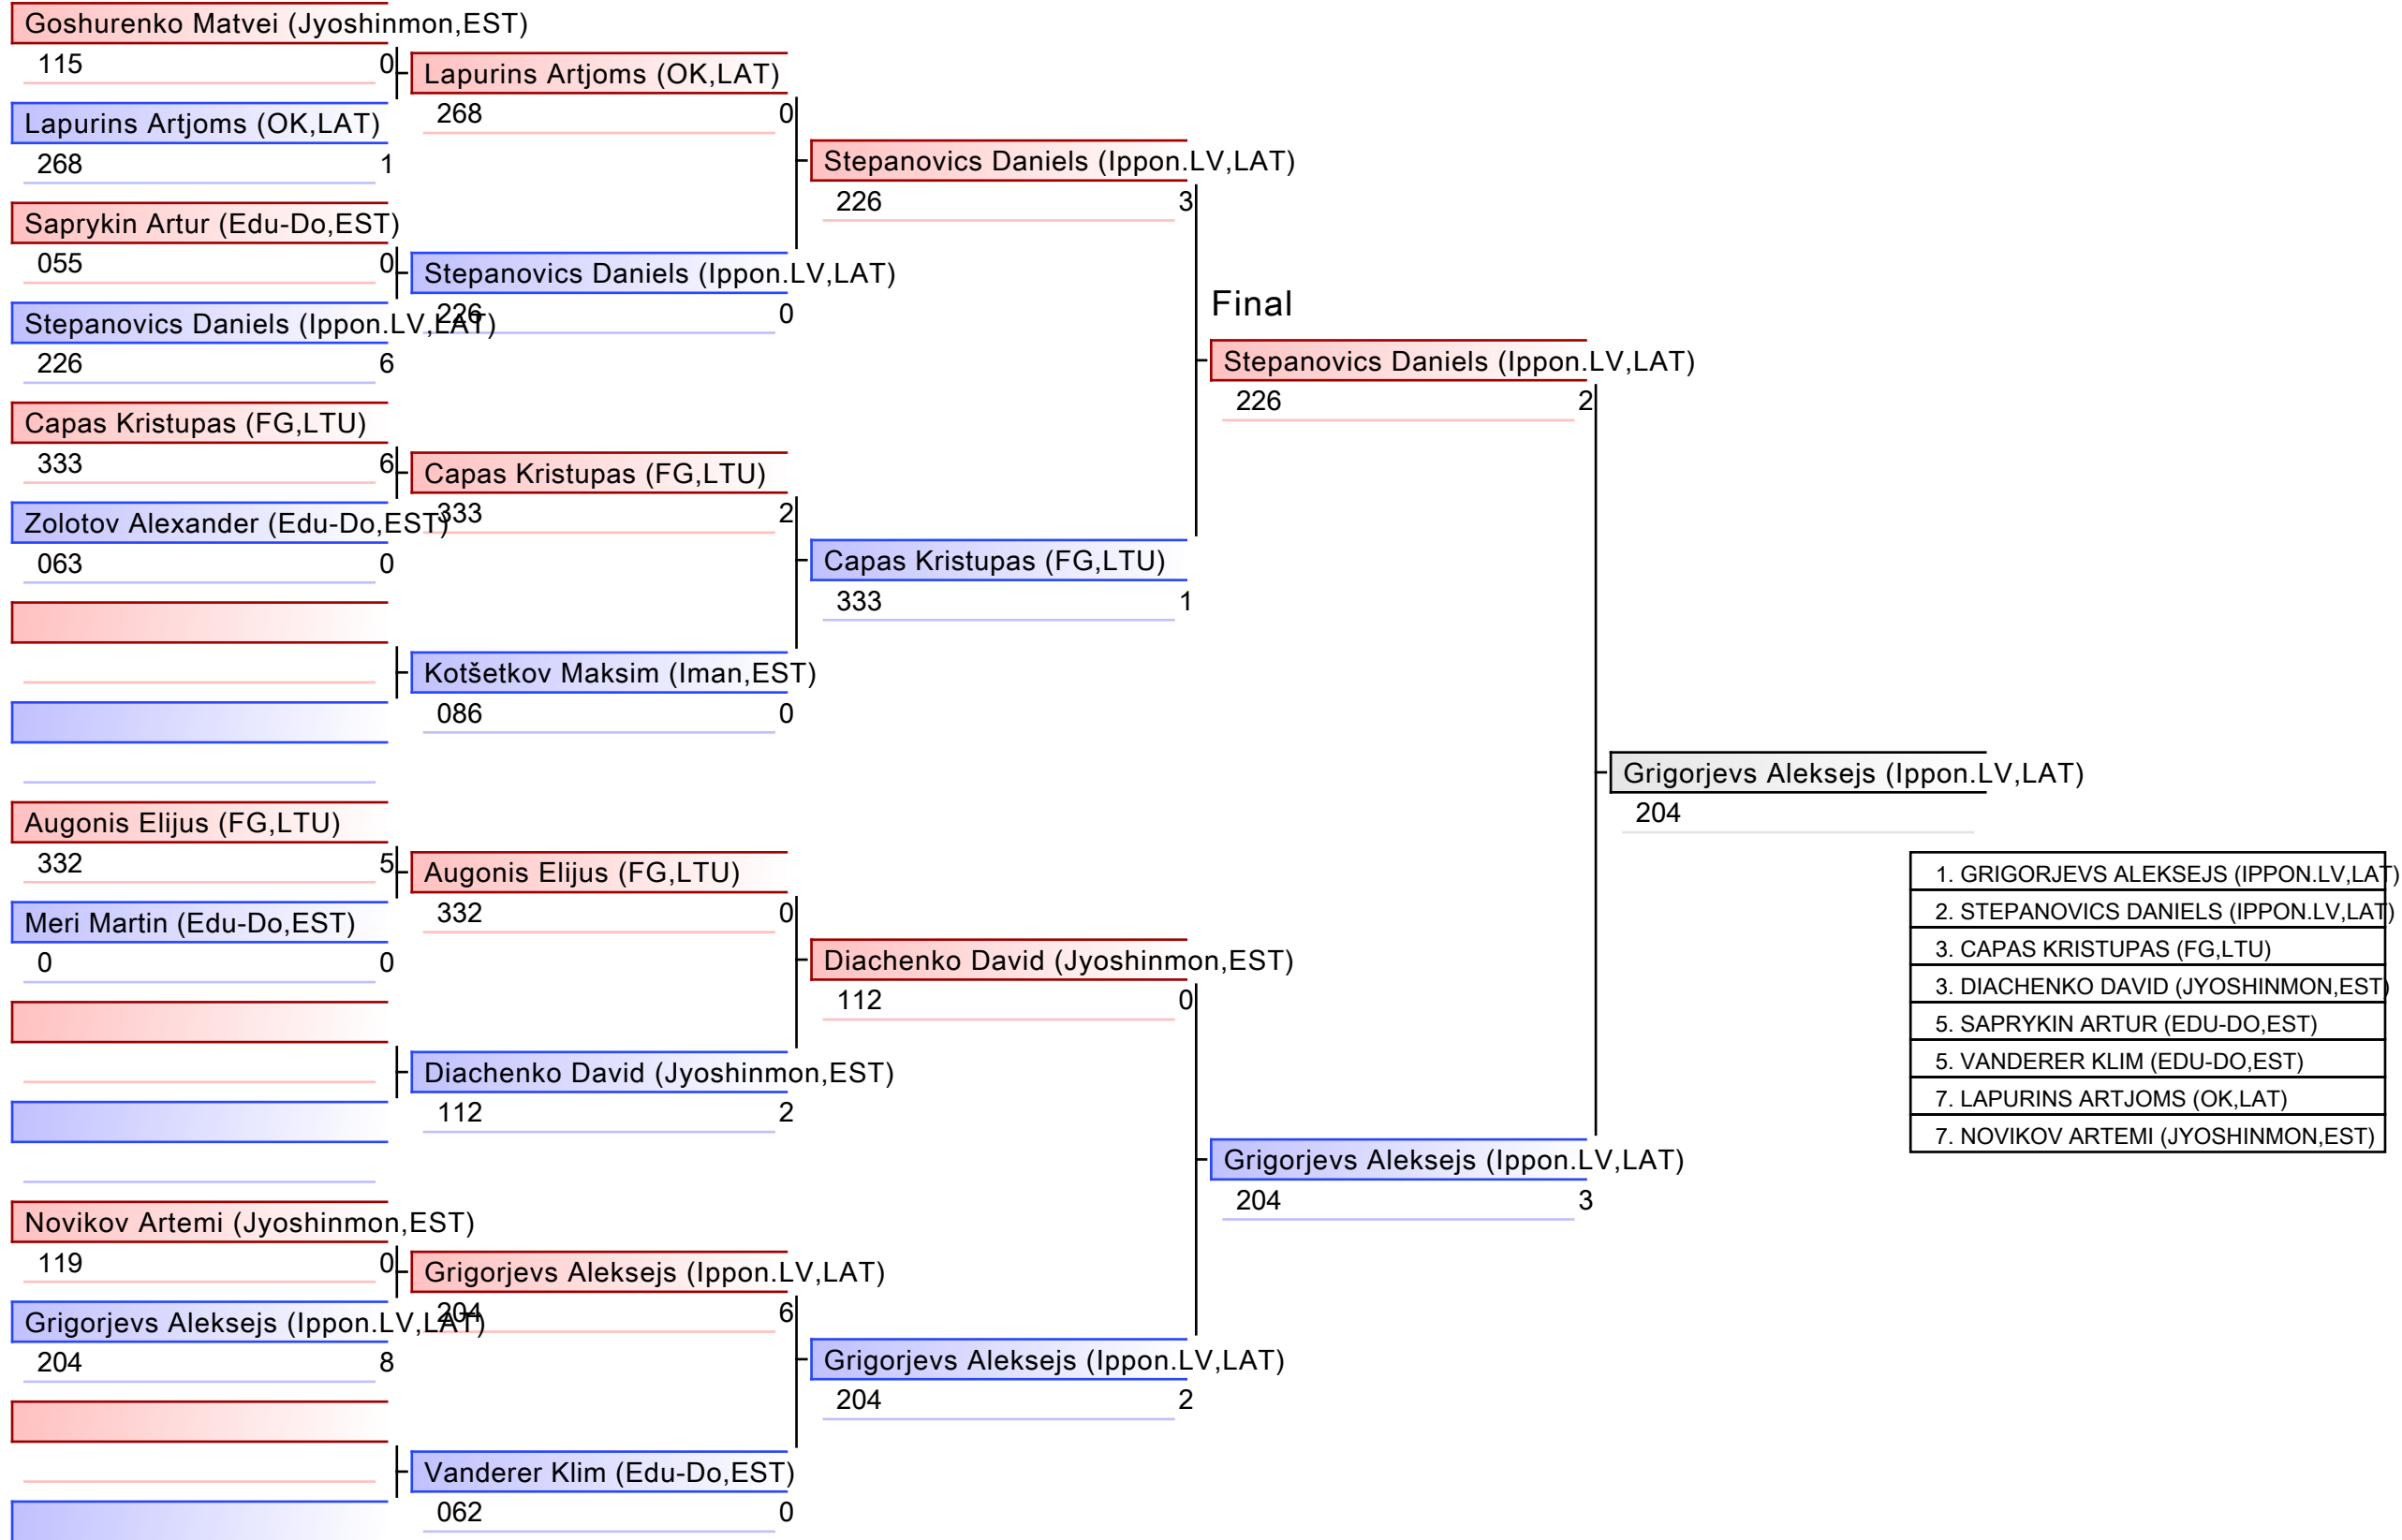 Goshurenko Matvei (Jyoshinmon,EST)
115 0
Lapurins Artjoms (OK,LAT)
268 1
Saprykin Artur (Edu-Do,EST)
055 0
Stepanovics Daniels (Ippon.LV,LAT)
226 6
Capas Kristupas (FG,LTU)
333 6
Zolotov Alexander (Edu-Do,EST)
063 0
Augonis Elijus (FG,LTU)
332 5
Meri Martin (Edu-Do,EST)
0 0
Novikov Artemi (Jyoshinmon,EST)
119 0
Grigorjevs Aleksejs (Ippon.LV,LAT)
204 8
Lapurins Artjoms (OK,LAT)
268 0
Stepanovics Daniels (Ippon.LV,LAT)
226 0
Capas Kristupas (FG,LTU)
333 2
Kotšetkov Maksim (Iman,EST)
086 0
Augonis Elijus (FG,LTU)
332 0
Diachenko David (Jyoshinmon,EST)
112 2
Grigorjevs Aleksejs (Ippon.LV,LAT)
204 6
Vanderer Klim (Edu-Do,EST)
062 0
Stepanovics Daniels (Ippon.LV,LAT)
226 3
Capas Kristupas (FG,LTU)
333 1
Diachenko David (Jyoshinmon,EST)
112 0
Grigorjevs Aleksejs (Ippon.LV,LAT)
204 2
Final
Stepanovics Daniels (Ippon.LV,LAT)
226 2
Grigorjevs Aleksejs (Ippon.LV,LAT)
204 3
Grigorjevs Aleksejs (Ippon.LV,LAT)
204
1. GRIGORJEVS ALEKSEJS (IPPON.LV,LAT)
2. STEPANOVICS DANIELS (IPPON.LV,LAT)
3. CAPAS KRISTUPAS (FG,LTU)
3. DIACHENKO DAVID (JYOSHINMON,EST)
5. SAPRYKIN ARTUR (EDU-DO,EST)
5. VANDERER KLIM (EDU-DO,EST)
7. LAPURINS ARTJOMS (OK,LAT)
7. NOVIKOV ARTEMI (JYOSHINMON,EST)